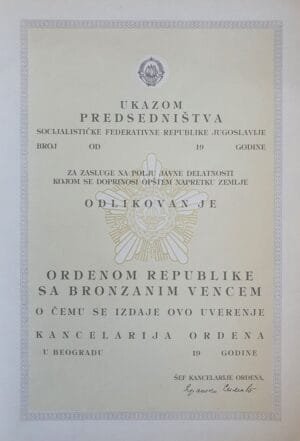 UKAZOM
PREDSEDNIŠTVA
SOCIJALISTIČKE FEDERATIVNE REPUBLIKE JUGOSLAVIJE
BROJ OD 19 GODINE
ZA ZASLUGE NA POLJU JAVNE DELATNOSTI
KOJOM SE DOPRINOSI OPŠTEM NAPRETKU ZEMLJE
ODLIKOVAN JE
ORDENOM REPUBLIKE
SA BRONZANIM VENCEM
O ČEMU SE IZDAJE OVO UVERENJE
KANCELARIJA ORDENA
U BEOGRADU 19 GODINE
ŠEF KANCELARIJE ORDENA,